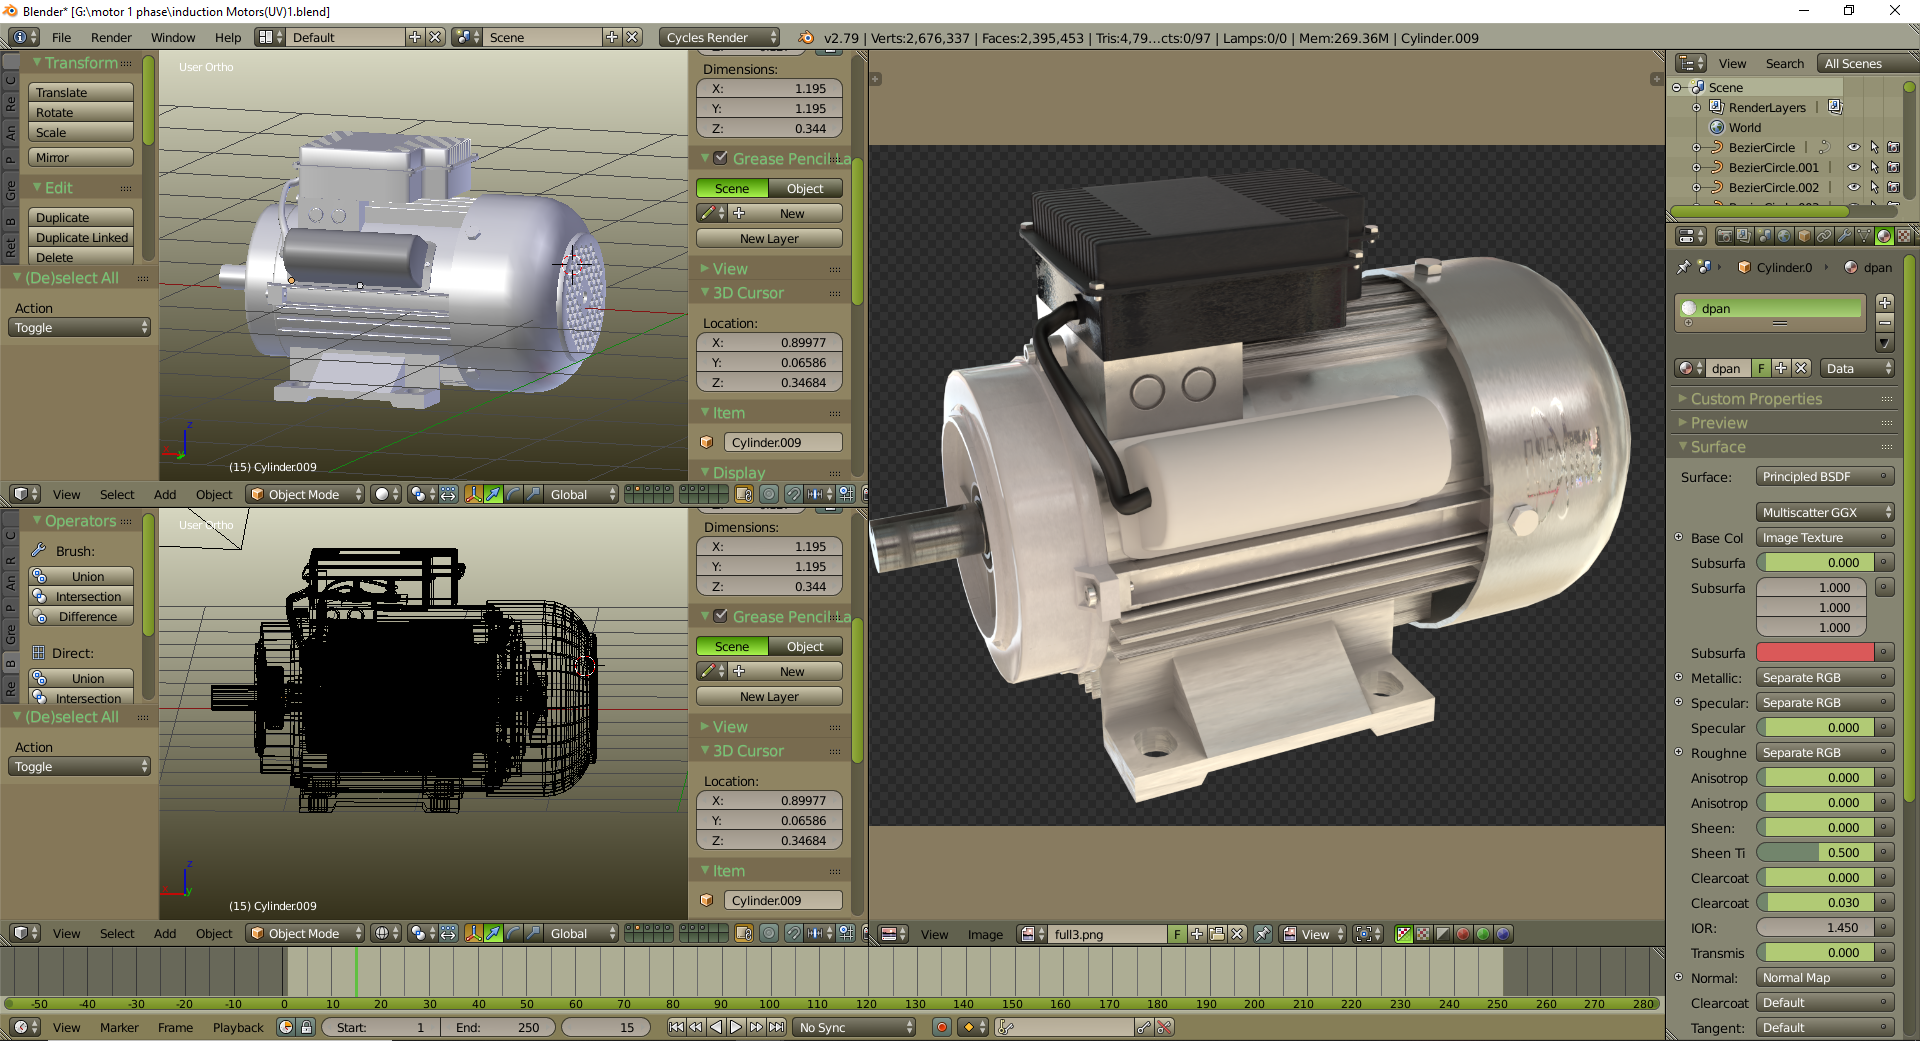 Blender* [G:\motor 1 phase\induction Motors(UV)1.blend]
File Render Window Help Default Scene Cycles Render v2.79 | Verts:2,676,337 | Faces:2,395,453 | Tris:4,79...cts:0/97 | Lamps:0/0 | Mem:269.36M | Cylinder.009
Transform
Translate
Rotate
Scale
Mirror
Edit
Duplicate
Duplicate Linked
Delete
(De)select All
Action
Toggle
C
Re
An
P
Gre
B
Ret
User Ortho
(15) Cylinder.009
Dimensions:
X: 1.195
Y: 1.195
Z: 0.344
Grease Pencil La
Scene Object
New
New Layer
View
3D Cursor
Location:
X: 0.89977
Y: 0.06586
Z: 0.34684
Item
Cylinder.009
Display
View Select Add Object Object Mode Global
Operators
Brush:
Union
Intersection
Difference
Direct:
Union
Intersection
(De)select All
Action
Toggle
C
R
An
P
Gre
B
Re
User Ortho
(15) Cylinder.009
Dimensions:
X: 1.195
Y: 1.195
Z: 0.344
Grease Pencil La
Scene Object
New
New Layer
View
3D Cursor
Location:
X: 0.89977
Y: 0.06586
Z: 0.34684
Item
Cylinder.009
View Select Add Object Object Mode Global
View Image full3.png F View
View Search All Scenes
Scene
RenderLayers
World
BezierCircle
BezierCircle.001
BezierCircle.002
Cylinder.0 dpan
dpan
dpan F Data
Custom Properties
Preview
Surface
Surface: Principled BSDF
Multiscatter GGX
Base Col Image Texture
Subsurfa 0.000
Subsurfa 1.000
1.000
1.000
Subsurfa
Metallic: Separate RGB
Specular: Separate RGB
Specular 0.000
Roughne Separate RGB
Anisotrop 0.000
Anisotrop 0.000
Sheen: 0.000
Sheen Ti 0.500
Clearcoat 0.000
Clearcoat 0.030
IOR: 1.450
Transmis 0.000
Normal: Normal Map
Clearcoat Default
Tangent: Default
-50 -40 -30 -20 -10 0 10 20 30 40 50 60 70 80 90 100 110 120 130 140 150 160 170 180 190 200 210 220 230 240 250 260 270 280
View Marker Frame Playback Start: 1 End: 250 15 No Sync